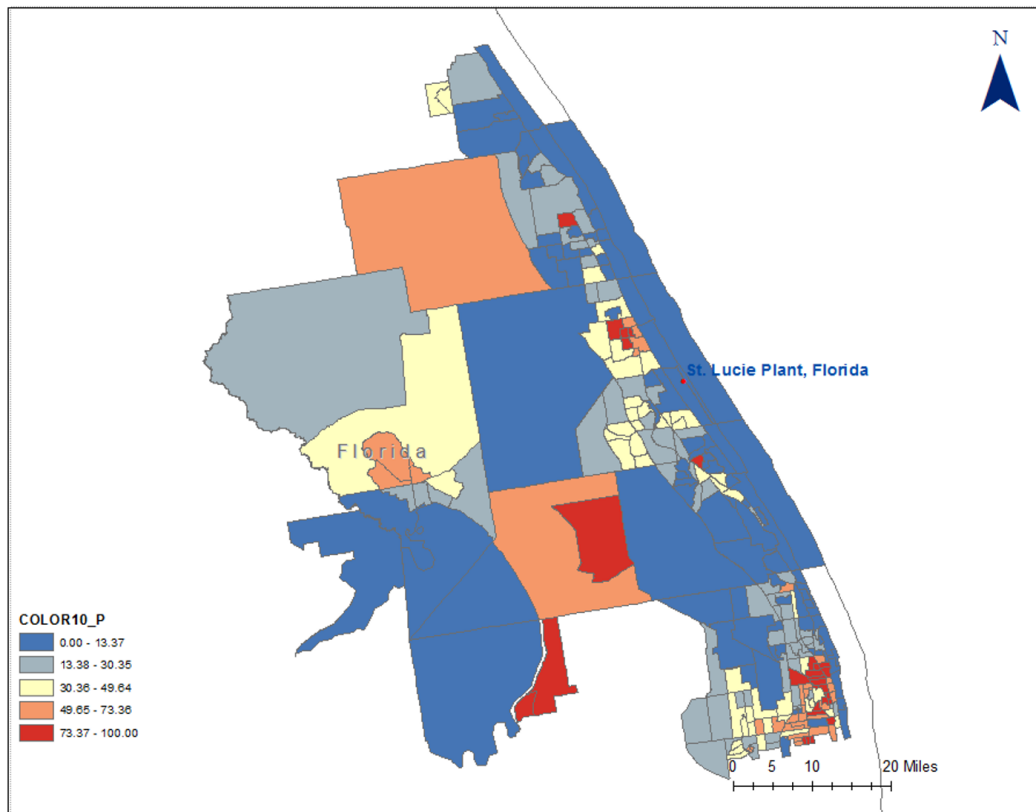 N
St. Lucie Plant, Florida
Florida
COLOR10_P
0.00 - 13.37
13.38 - 30.35
30.36 - 49.64
49.65 - 73.36
73.37 - 100.00
0 5 10 20 Miles